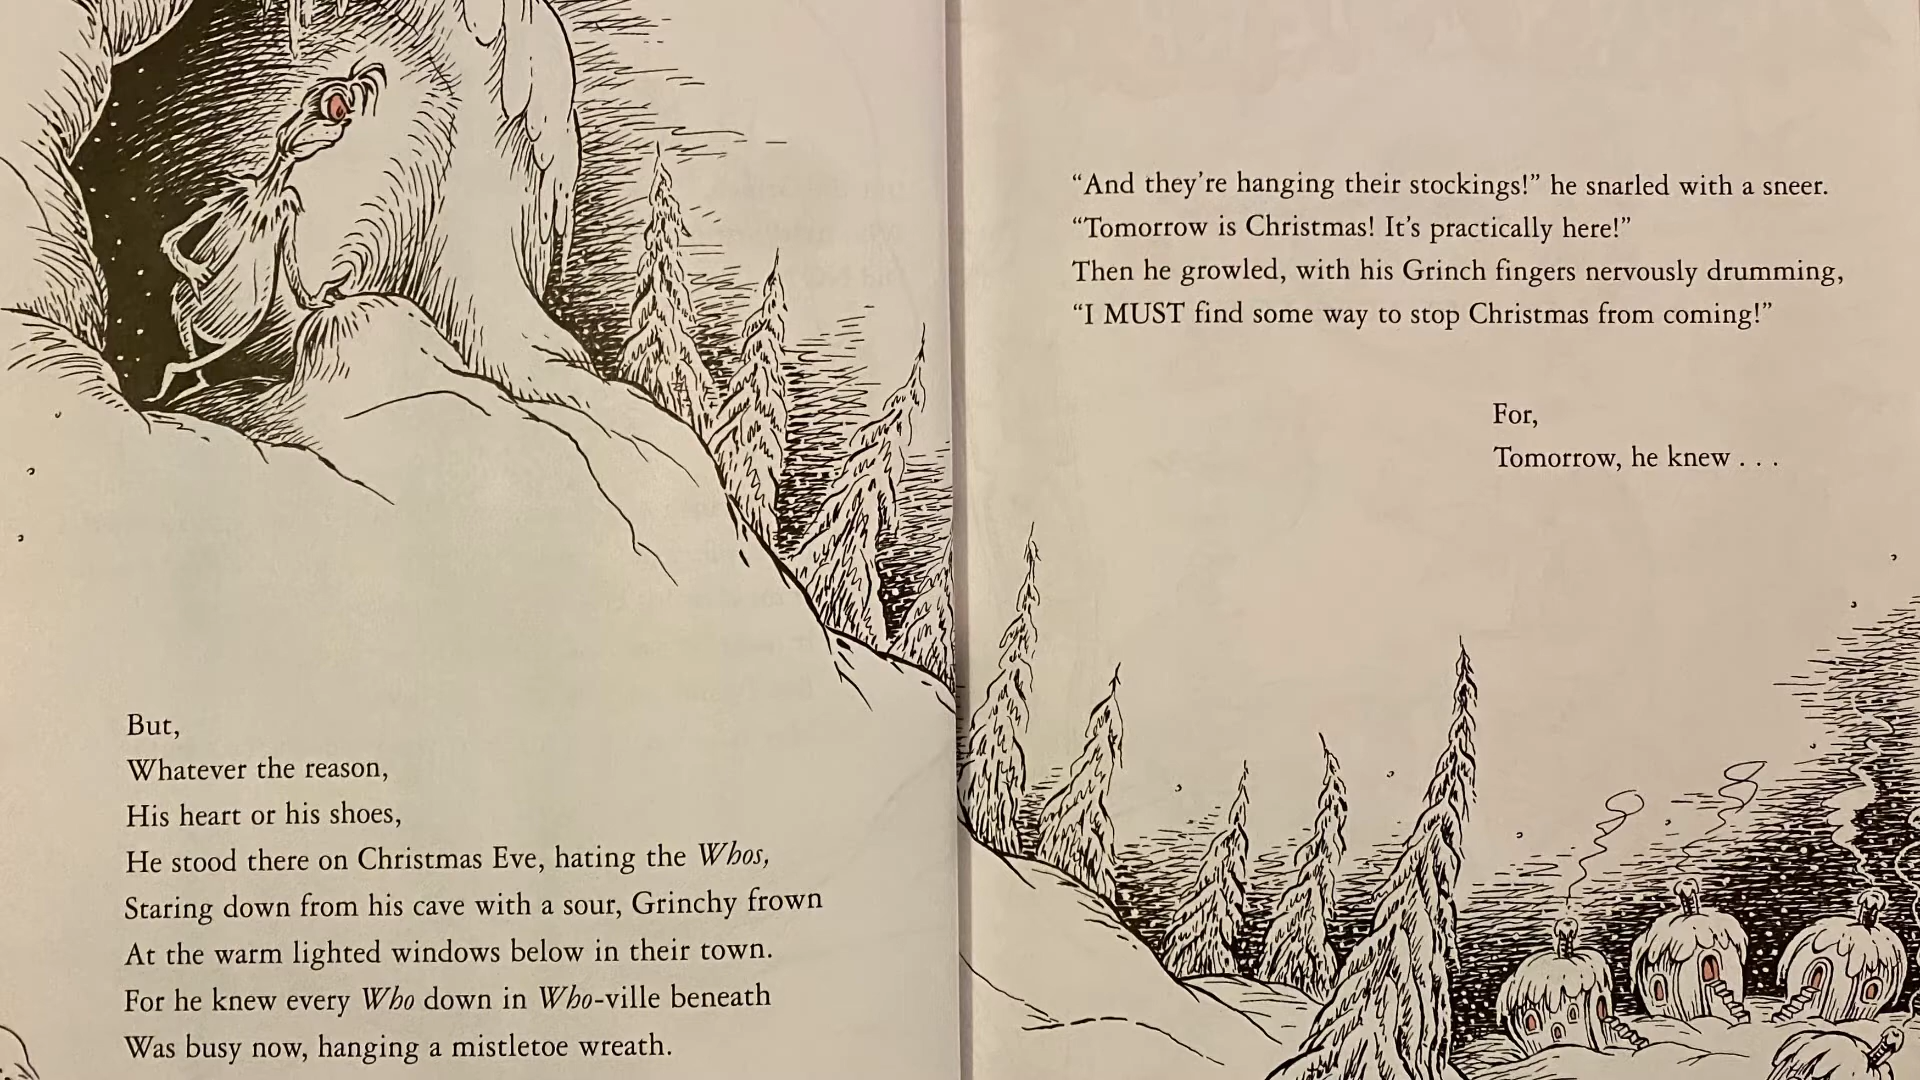 But,
Whatever the reason,
His heart or his shoes,
He stood there on Christmas Eve, hating the Whos,
Staring down from his cave with a sour, Grinchy frown
At the warm lighted windows below in their town.
For he knew every Who down in Who-ville beneath
Was busy now, hanging a mistletoe wreath.
“And they’re hanging their stockings!” he snarled with a sneer.
“Tomorrow is Christmas! It’s practically here!”
Then he growled, with his Grinch fingers nervously drumming,
“I MUST find some way to stop Christmas from coming!”
For,
Tomorrow, he knew . . .